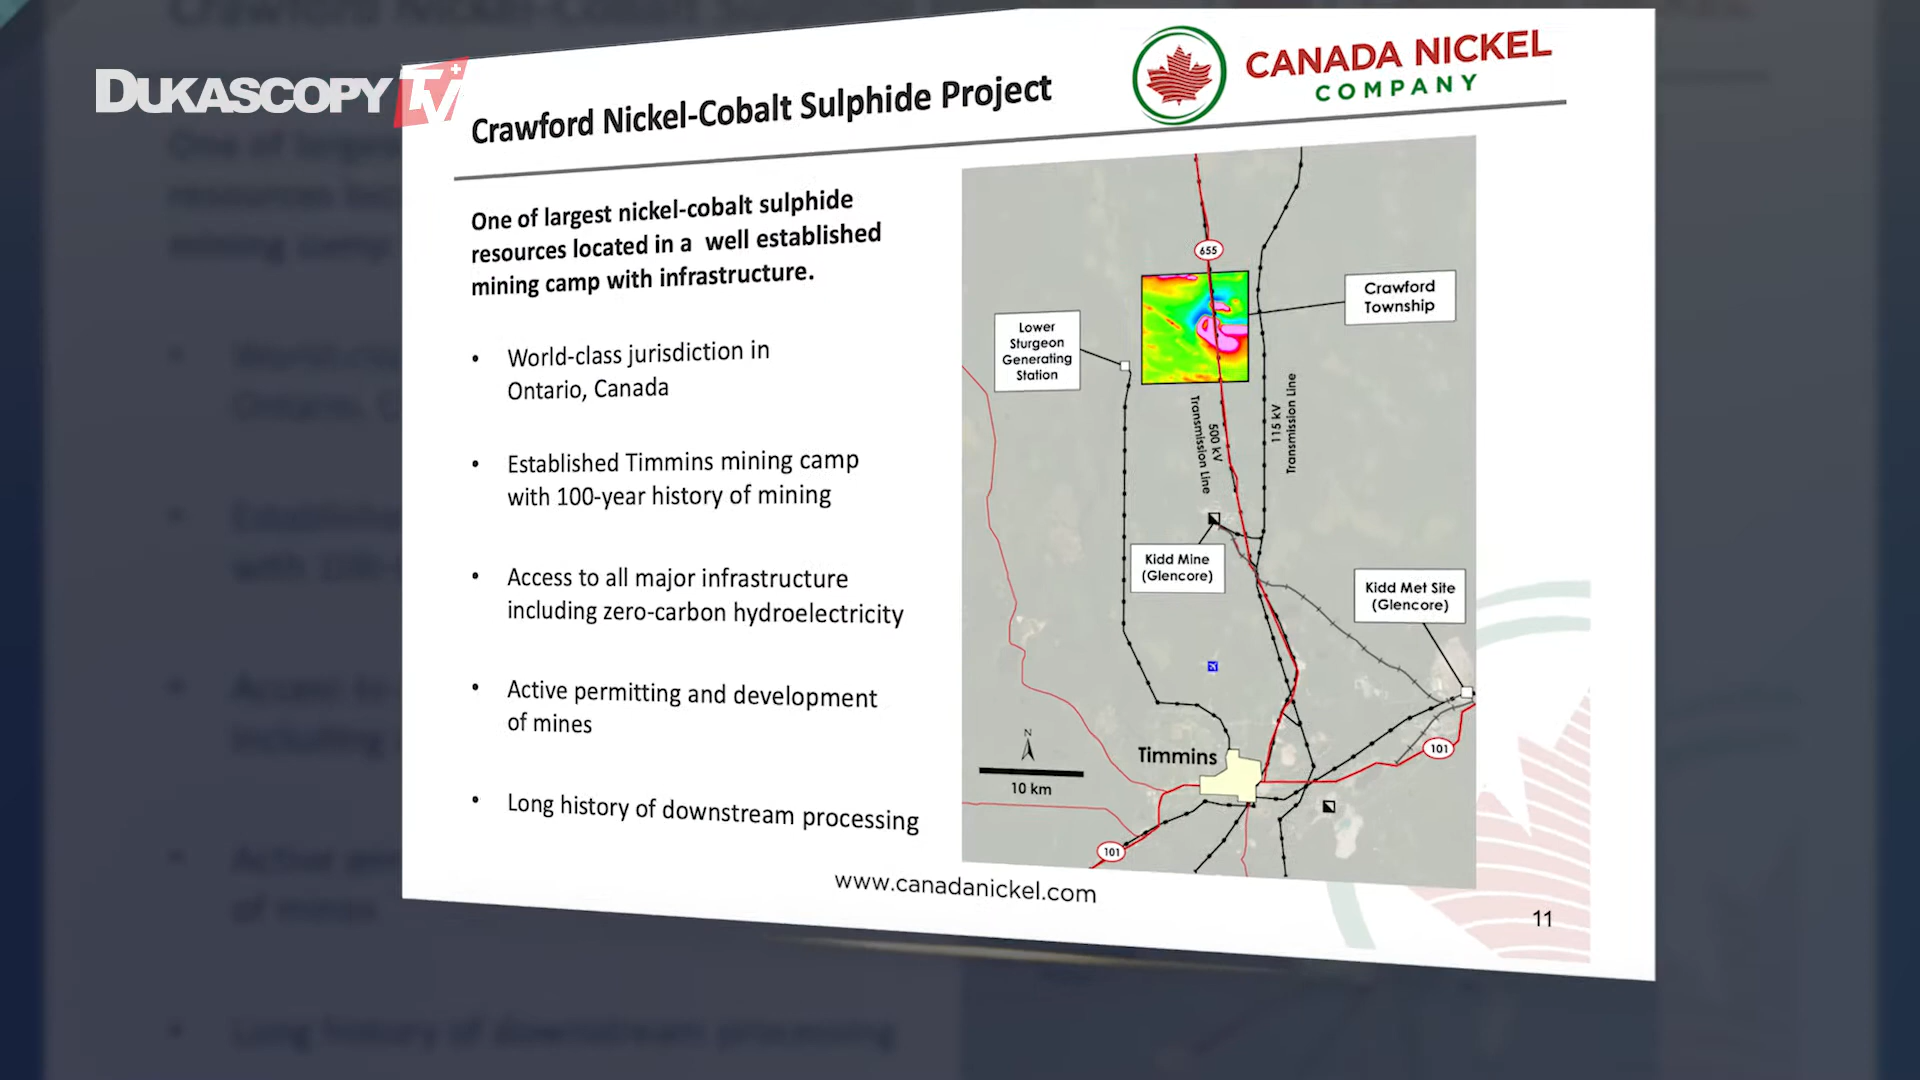 DUKASCOPY TV+
Crawford Nickel-Cobalt Sulphide Project
CANADA NICKEL
COMPANY
One of largest nickel-cobalt sulphide
resources located in a well established
mining camp with infrastructure.
• World-class jurisdiction in
Ontario, Canada
• Established Timmins mining camp
with 100-year history of mining
• Access to all major infrastructure
including zero-carbon hydroelectricity
• Active permitting and development
of mines
• Long history of downstream processing
655
Crawford
Township
Lower
Sturgeon
Generating
Station
500 kV
Transmission Line
115 kV
Transmission Line
Kidd Mine
(Glencore)
Kidd Met Site
(Glencore)
N
10 km
Timmins
101
101
www.canadanickel.com
11